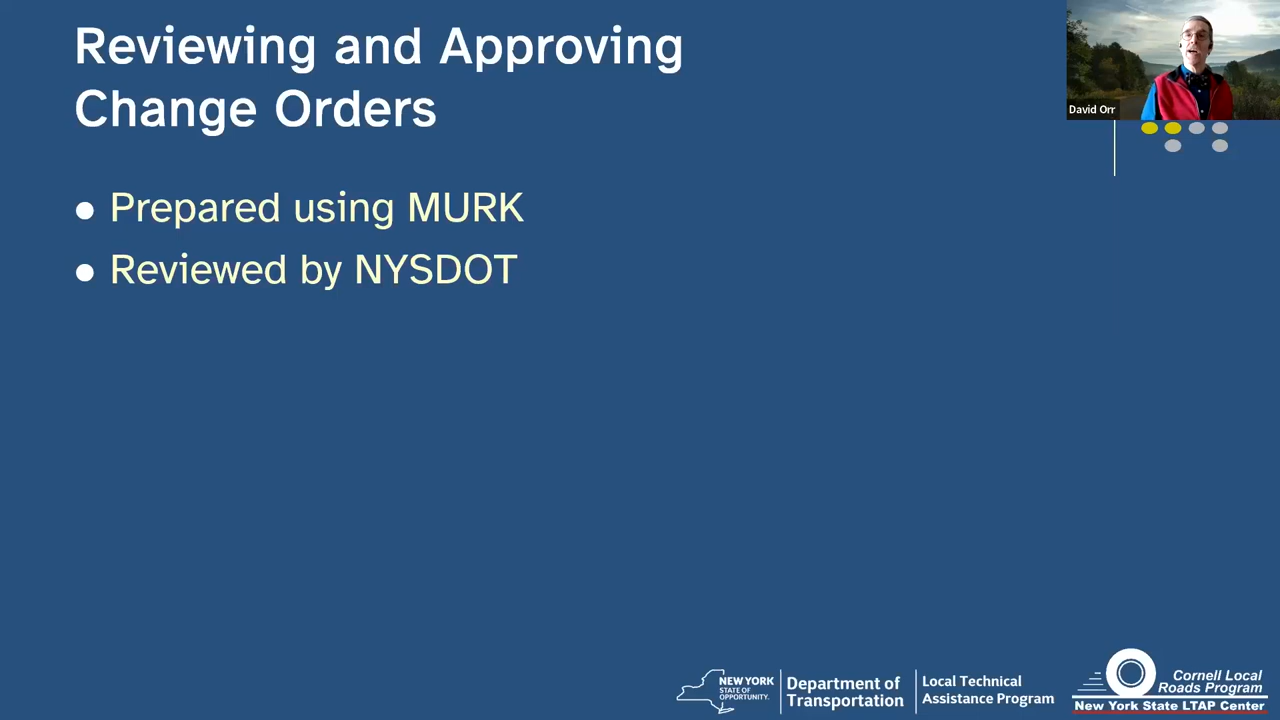 Reviewing and Approving
Change Orders
David Orr
● Prepared using MURK
● Reviewed by NYSDOT
NEW YORK
STATE OF
OPPORTUNITY.
Department of
Transportation
Local Technical
Assistance Program
Cornell Local
Roads Program
New York State LTAP Center